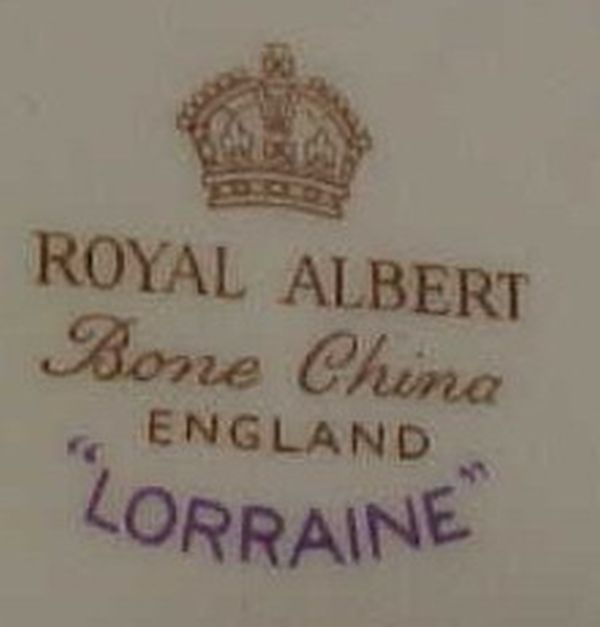 ROYAL ALBERT
Bone China
ENGLAND
"LORRAINE"